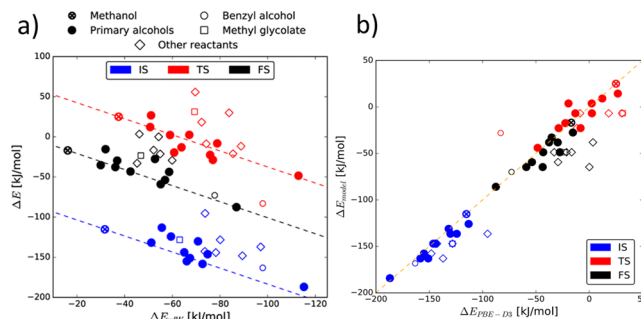 a)
b)
Methanol
Benzyl alcohol
Primary alcohols
Methyl glycolate
Other reactants
IS
TS
FS
ΔE [kJ/mol]
100
50
0
−50
−100
−150
−200
−20
−40
−60
−80
−100
−120
[kJ/mol]
ΔE_model [kJ/mol]
50
0
−50
−100
−150
−200
−200
−150
−100
−50
0
50
ΔE_PBE−D3 [kJ/mol]
IS
TS
FS